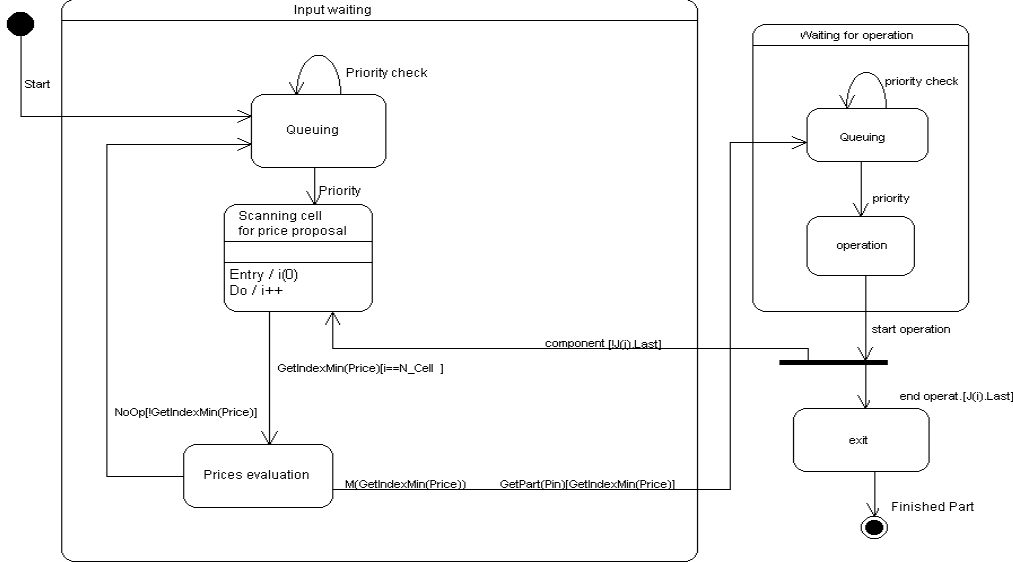 Input waiting
Waiting for operation
Start
Priority check
priority check
Queuing
Queuing
Priority
priority
Scanning cell
for price proposal
operation
Entry / i(0)
Do / i++
start operation
component [!J(i).Last]
GetIndexMin(Price)[i==N_Cell ]
end operat.[J(i).Last]
NoOp[!GetIndexMin(Price)]
exit
Prices evaluation
M(GetIndexMin(Price))
GetPart(Pin)[GetIndexMin(Price)]
Finished Part